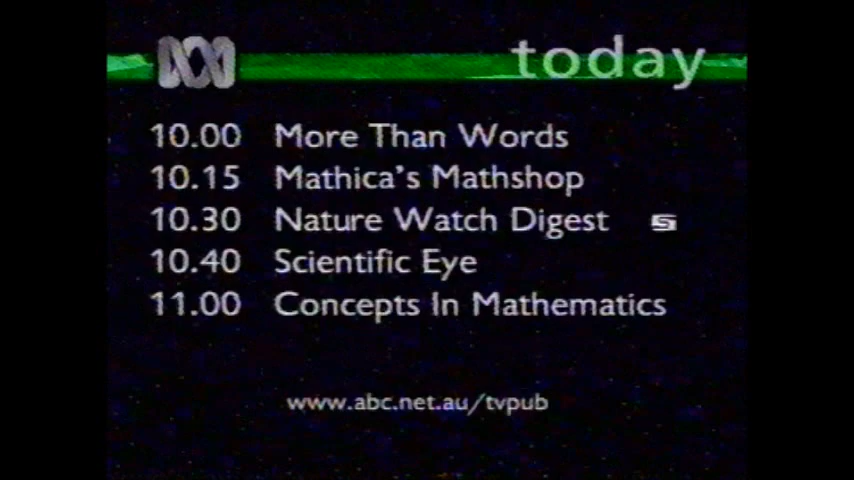 today
10.00 More Than Words
10.15 Mathica's Mathshop
10.30 Nature Watch Digest S
10.40 Scientific Eye
11.00 Concepts In Mathematics
www.abc.net.au/tvpub